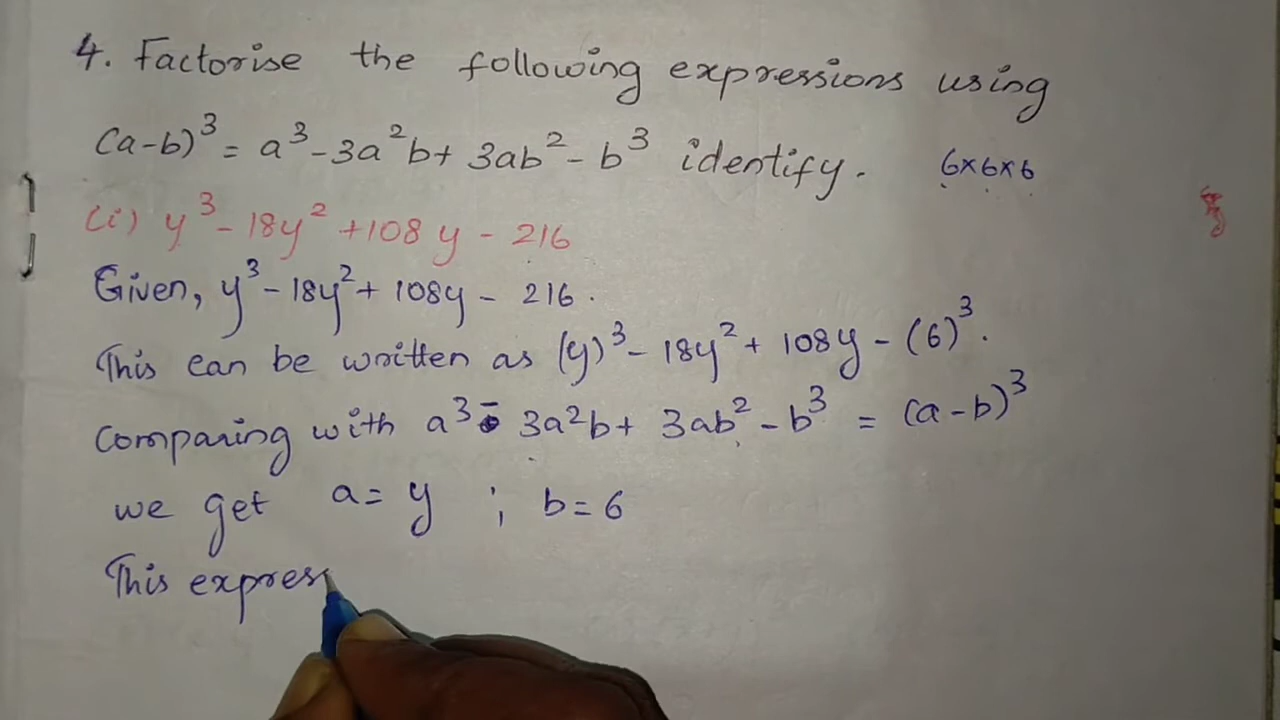 4. Factorise the following expressions using
(a-b)³ = a³ - 3a²b + 3ab² - b³ identify. 6×6×6
(i) y³ - 18y² + 108y - 216
Given, y³ - 18y² + 108y - 216.
This can be written as (y)³ - 18y² + 108y - (6)³.
Comparing with a³ - 3a²b + 3ab² - b³ = (a-b)³
we get a = y ; b = 6
This express